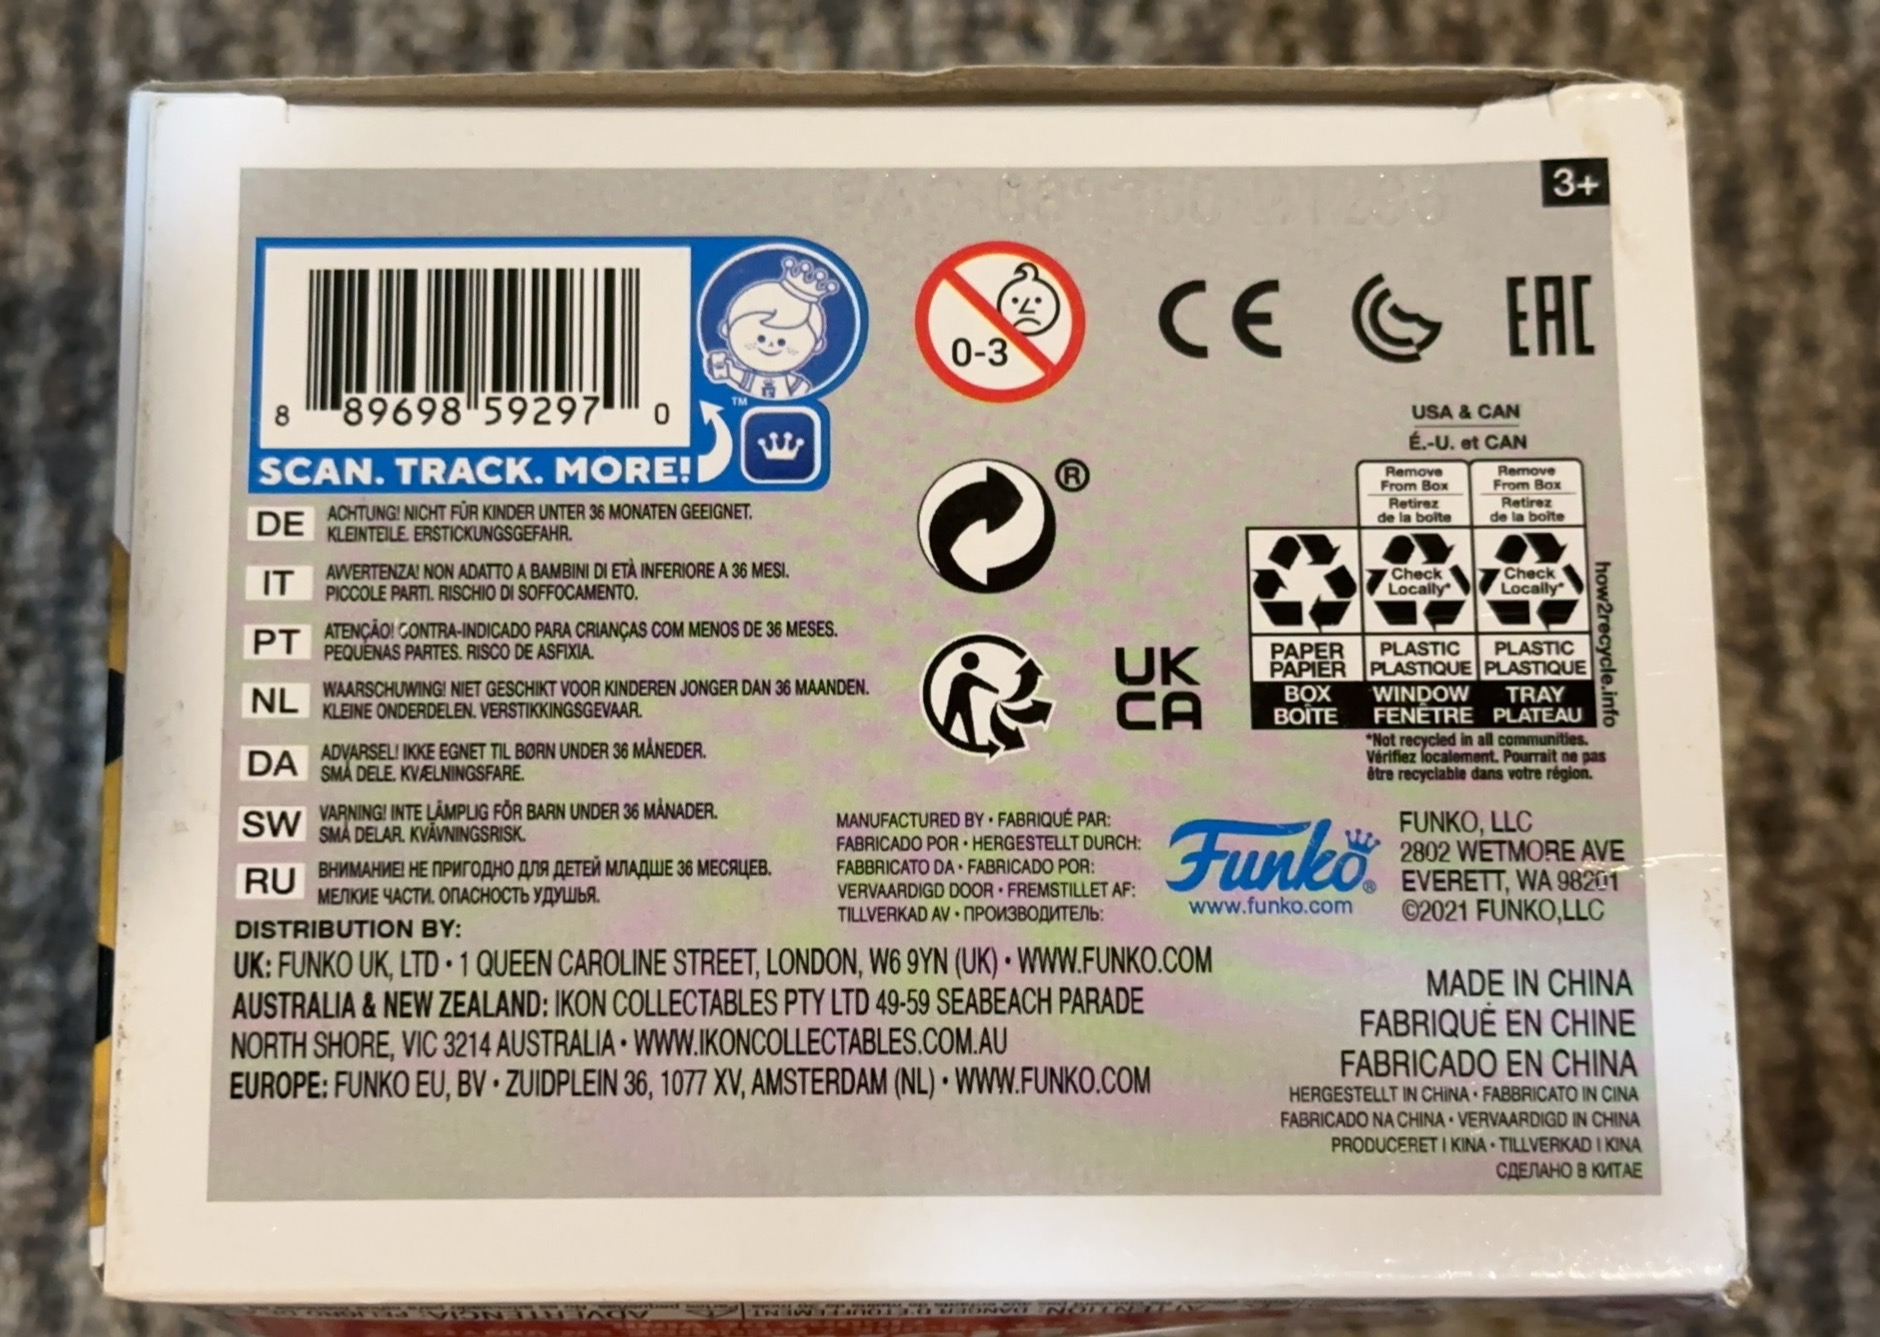 3+
8 89698 59297 0
TM
SCAN. TRACK. MORE!
0-3
CE
EAC
®
UK
CA
USA & CAN
É.-U. et CAN
Remove
From Box
Retirez
de la boîte
Remove
From Box
Retirez
de la boîte
Check
Locally*
Check
Locally*
PAPER
PAPIER
PLASTIC
PLASTIQUE
PLASTIC
PLASTIQUE
BOX
BOÎTE
WINDOW
FENÊTRE
TRAY
PLATEAU
how2recycle.info
*Not recycled in all communities.
Vérifiez localement. Pourrait ne pas
être recyclable dans votre région.
DE ACHTUNG! NICHT FÜR KINDER UNTER 36 MONATEN GEEIGNET.
KLEINTEILE. ERSTICKUNGSGEFAHR.
IT AVVERTENZA! NON ADATTO A BAMBINI DI ETÀ INFERIORE A 36 MESI.
PICCOLE PARTI. RISCHIO DI SOFFOCAMENTO.
PT ATENÇÃO! CONTRA-INDICADO PARA CRIANÇAS COM MENOS DE 36 MESES.
PEQUENAS PARTES. RISCO DE ASFIXIA.
NL WAARSCHUWING! NIET GESCHIKT VOOR KINDEREN JONGER DAN 36 MAANDEN.
KLEINE ONDERDELEN. VERSTIKKINGSGEVAAR.
DA ADVARSEL! IKKE EGNET TIL BØRN UNDER 36 MÅNEDER.
SMÅ DELE. KVÆLNINGSFARE.
SW VARNING! INTE LÄMPLIG FÖR BARN UNDER 36 MÅNADER.
SMÅ DELAR. KVÄVNINGSRISK.
RU ВНИМАНИЕ! НЕ ПРИГОДНО ДЛЯ ДЕТЕЙ МЛАДШЕ 36 МЕСЯЦЕВ.
МЕЛКИЕ ЧАСТИ. ОПАСНОСТЬ УДУШЬЯ.
MANUFACTURED BY • FABRIQUÉ PAR:
FABRICADO POR • HERGESTELLT DURCH:
FABBRICATO DA • FABRICADO POR:
VERVAARDIGD DOOR • FREMSTILLET AF:
TILLVERKAD AV • ПРОИЗВОДИТЕЛЬ:
Funko®
www.funko.com
FUNKO, LLC
2802 WETMORE AVE
EVERETT, WA 98201
©2021 FUNKO,LLC
DISTRIBUTION BY:
UK: FUNKO UK, LTD • 1 QUEEN CAROLINE STREET, LONDON, W6 9YN (UK) • WWW.FUNKO.COM
AUSTRALIA & NEW ZEALAND: IKON COLLECTABLES PTY LTD 49-59 SEABEACH PARADE
NORTH SHORE, VIC 3214 AUSTRALIA • WWW.IKONCOLLECTABLES.COM.AU
EUROPE: FUNKO EU, BV • ZUIDPLEIN 36, 1077 XV, AMSTERDAM (NL) • WWW.FUNKO.COM
MADE IN CHINA
FABRIQUÉ EN CHINE
FABRICADO EN CHINA
HERGESTELLT IN CHINA • FABBRICATO IN CINA
FABRICADO NA CHINA • VERVAARDIGD IN CHINA
PRODUCERET I KINA • TILLVERKAD I KINA
СДЕЛАНО В КИТАЕ